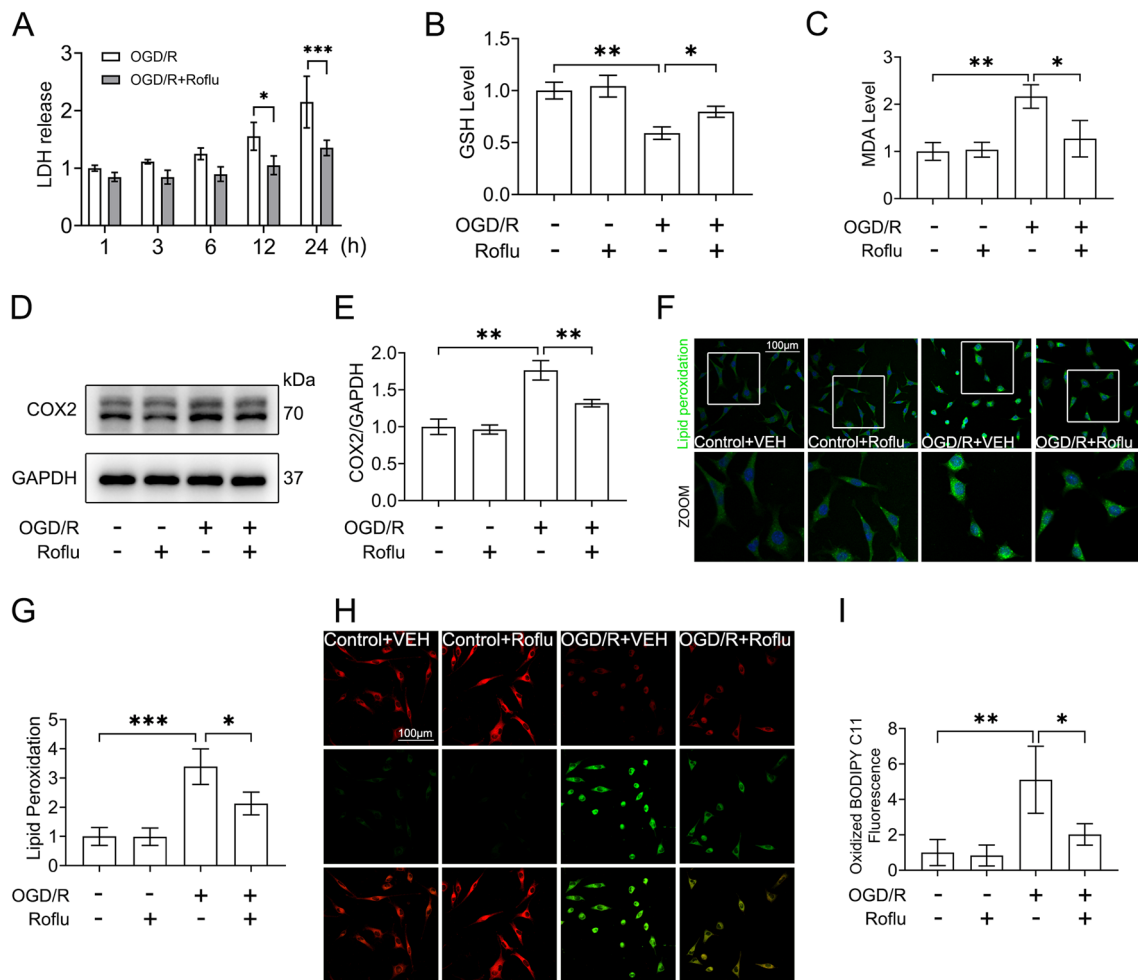 A
LDH release
3
2
1
0
OGD/R
OGD/R+Roflu
*
***
1 3 6 12 24 (h)
B
GSH Level
1.5
1.0
0.5
0.0
** *
OGD/R - - + +
Roflu - + - +
C
MDA Level
3
2
1
0
** *
OGD/R - - + +
Roflu - + - +
D
kDa
COX2 70
GAPDH 37
OGD/R - - + +
Roflu - + - +
E
COX2/GAPDH
2.0
1.5
1.0
0.5
0.0
** **
OGD/R - - + +
Roflu - + - +
F
Lipid peroxidation
100μm
Control+VEH Control+Roflu OGD/R+VEH OGD/R+Roflu
ZOOM
G
Lipid Peroxidation
5
4
3
2
1
0
*** *
OGD/R - - + +
Roflu - + - +
H
Control+VEH Control+Roflu OGD/R+VEH OGD/R+Roflu
100μm
I
Oxidized BODIPY C11
Fluorescence
8
6
4
2
0
** *
OGD/R - - + +
Roflu - + - +